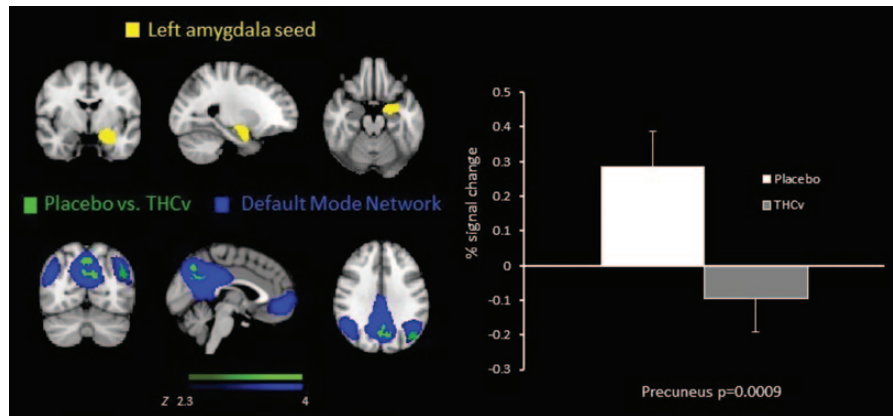 Left amygdala seed
Placebo vs. THCv Default Mode Network
Z 2.3 4
% signal change
0.5
0.4
0.3
0.2
0.1
0
-0.1
-0.2
-0.3
Placebo
THCv
Precuneus p=0.0009